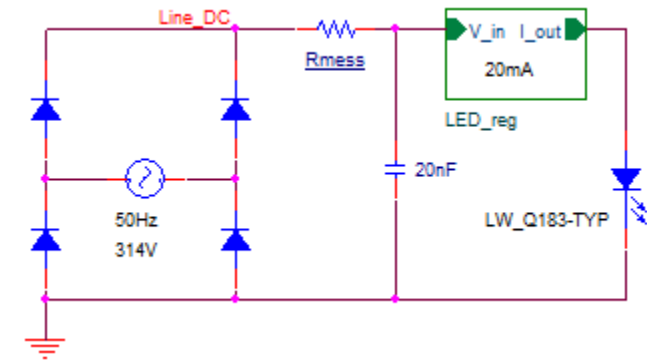 Line_DC
Rmess
V_in I_out
20mA
LED_reg
20nF
50Hz
314V
LW_Q183-TYP